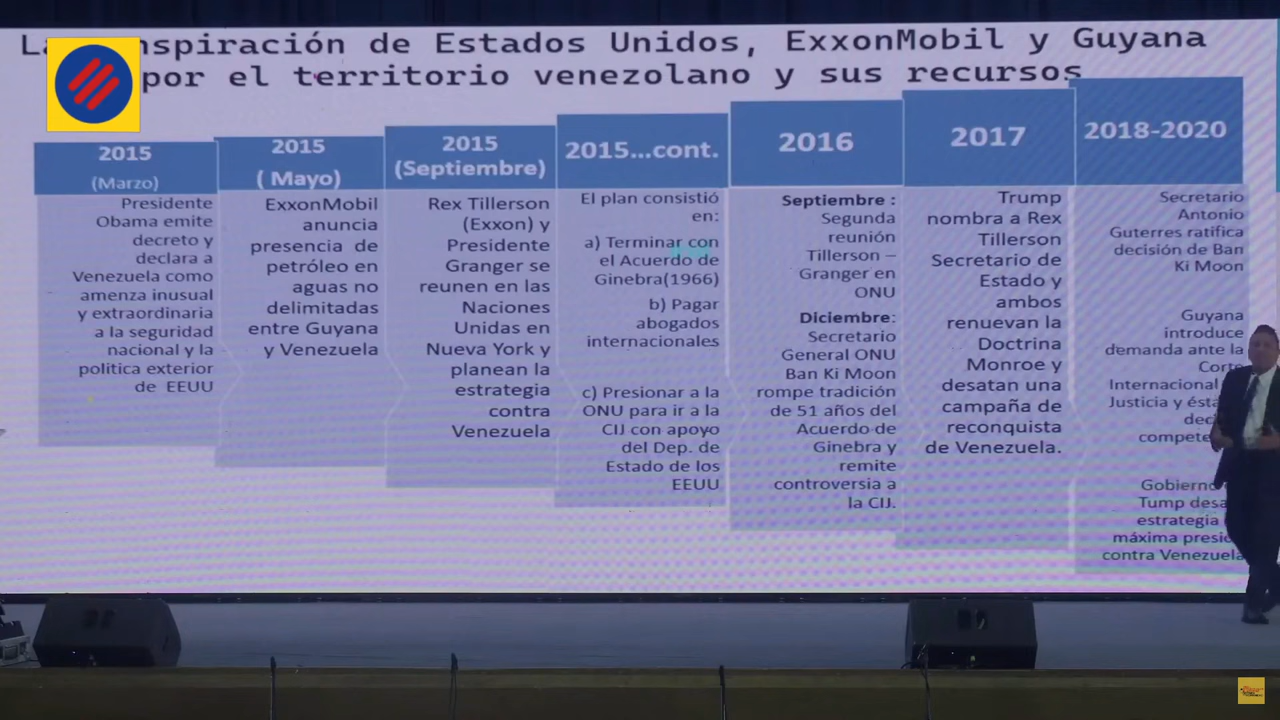 La nspiración de Estados Unidos, ExxonMobil y Guyana
por el territorio venezolano y sus recursos
2015
(Marzo)
Presidente
Obama emite
decreto y
declara a
Venezuela como
amenza inusual
y extraordinaria
a la seguridad
nacional y la
política exterior
de EEUU
2015
( Mayo)
ExxonMobil
anuncia
presencia de
petróleo en
aguas no
delimitadas
entre Guyana
y Venezuela
2015
(Septiembre)
Rex Tillerson
(Exxon) y
Presidente
Granger se
reunen en las
Naciones
Unidas en
Nueva York y
planean la
estrategia
contra
Venezuela
2015...cont.
El plan consistió
en:
a) Terminar con
el Acuerdo de
Ginebra(1966)
b) Pagar
abogados
internacionales
c) Presionar a la
ONU para ir a la
CIJ con apoyo
del Dep. de
Estado de los
EEUU
2016
Septiembre :
Segunda
reunión
Tillerson –
Granger en
ONU
Diciembre:
Secretario
General ONU
Ban Ki Moon
rompe tradición
de 51 años del
Acuerdo de
Ginebra y
remite
controversia a
la CIJ.
2017
Trump
nombra a Rex
Tillerson
Secretario de
Estado y
ambos
renuevan la
Doctrina
Monroe y
desatan una
campaña de
reconquista
de Venezuela.
2018-2020
Secretario
Antonio
Guterres ratifica
decisión de Ban
Ki Moon
Guyana
introduce
demanda ante la
Corte
Internacional
Justicia y
Gobierno
Tump
estrategia
máxima
contra Venezuela